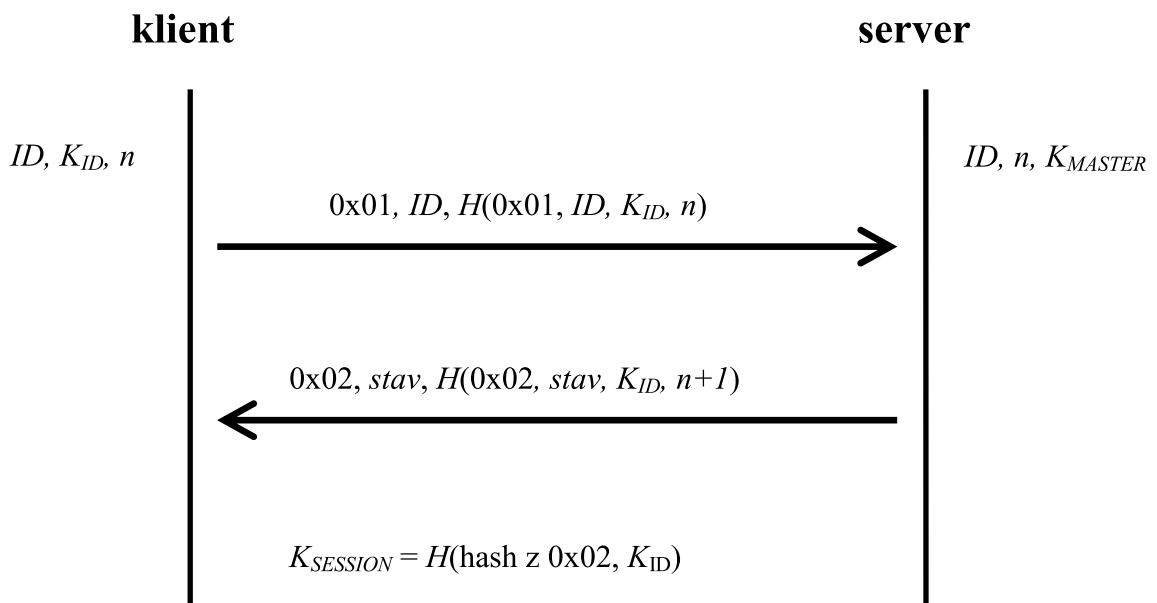 klient server
ID, K_ID, n ID, n, K_MASTER
0x01, ID, H(0x01, ID, K_ID, n)
0x02, stav, H(0x02, stav, K_ID, n+1)
K_SESSION = H(hash z 0x02, K_ID)